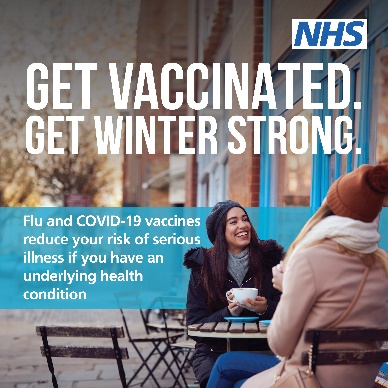 NHS
GET VACCINATED.
GET WINTER STRONG.
Flu and COVID-19 vaccines
reduce your risk of serious
illness if you have an
underlying health
condition